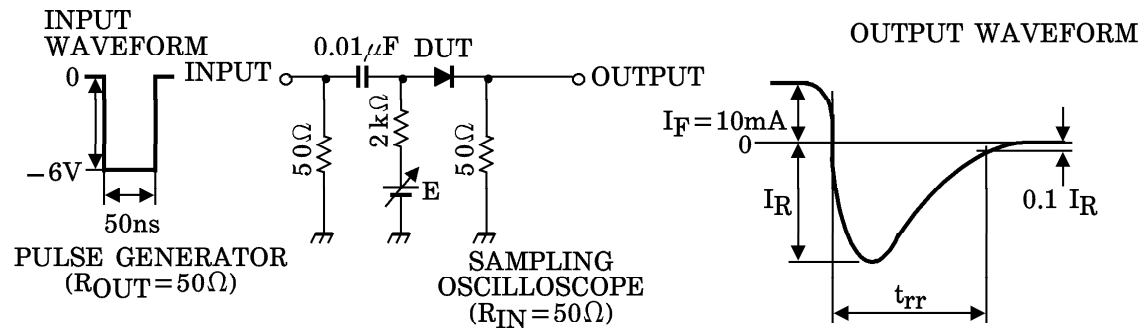 INPUT
WAVEFORM
0
−6V
50ns
PULSE GENERATOR
(ROUT=50Ω)
INPUT
0.01μF
DUT
OUTPUT
50Ω
2kΩ
E
50Ω
SAMPLING
OSCILLOSCOPE
(RIN=50Ω)
OUTPUT WAVEFORM
IF=10mA
0
IR
0.1 IR
trr